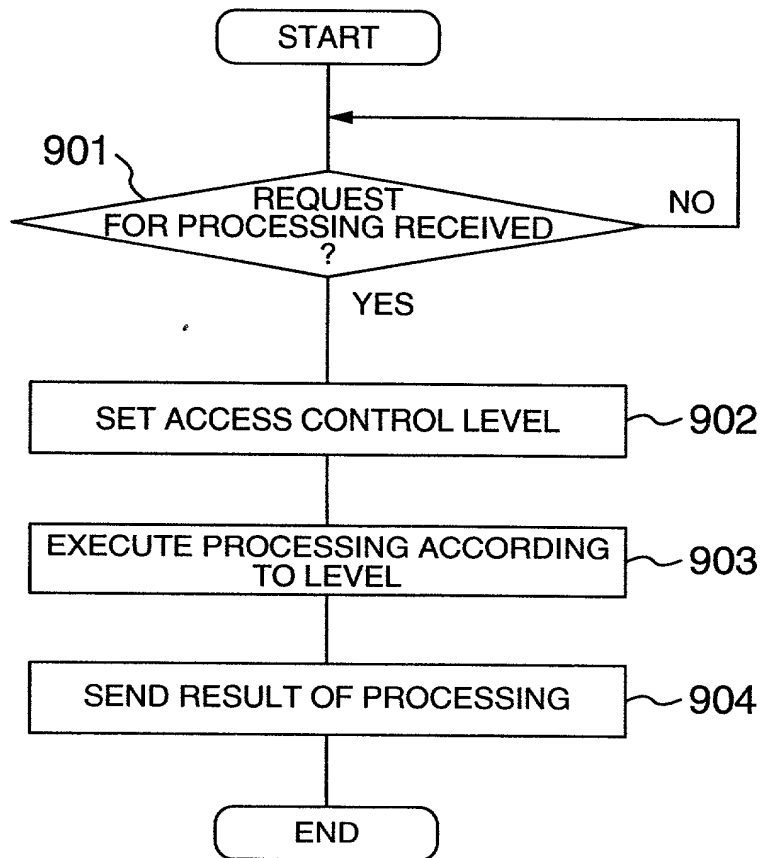 START
901
REQUEST
FOR PROCESSING RECEIVED
?
NO
YES
SET ACCESS CONTROL LEVEL
902
EXECUTE PROCESSING ACCORDING
TO LEVEL
903
SEND RESULT OF PROCESSING
904
END